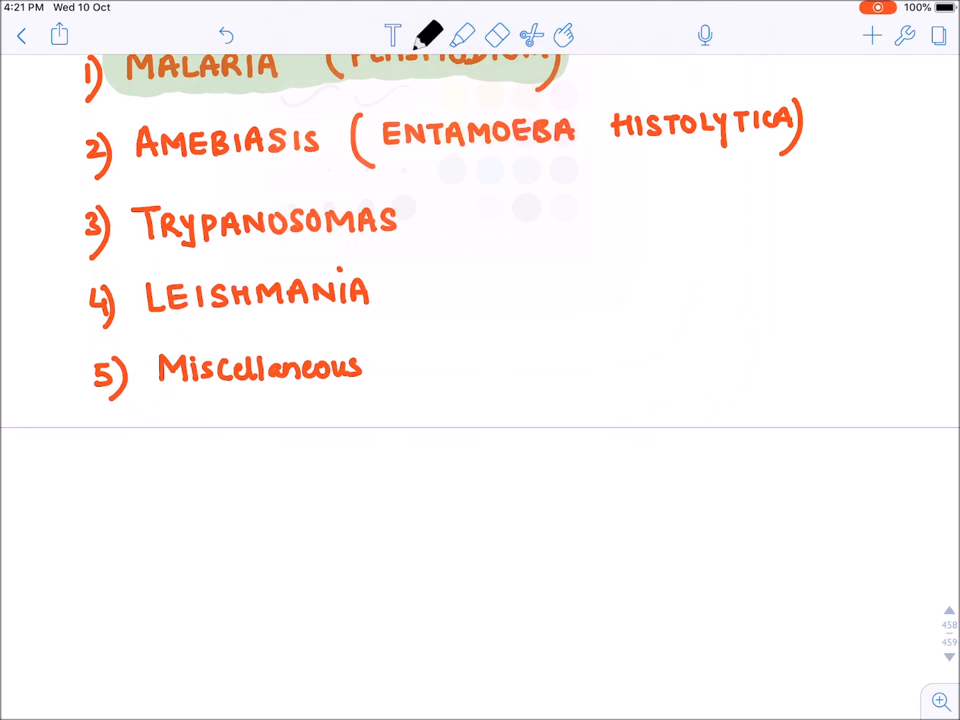 4:21 PM Wed 10 Oct
100%
T
1) MALARIA (PLASMODIUM)
2) AMEBIASIS (ENTAMOEBA HISTOLYTICA)
3) TRYPANOSOMAS
4) LEISHMANIA
5) Miscellaneous
458
459